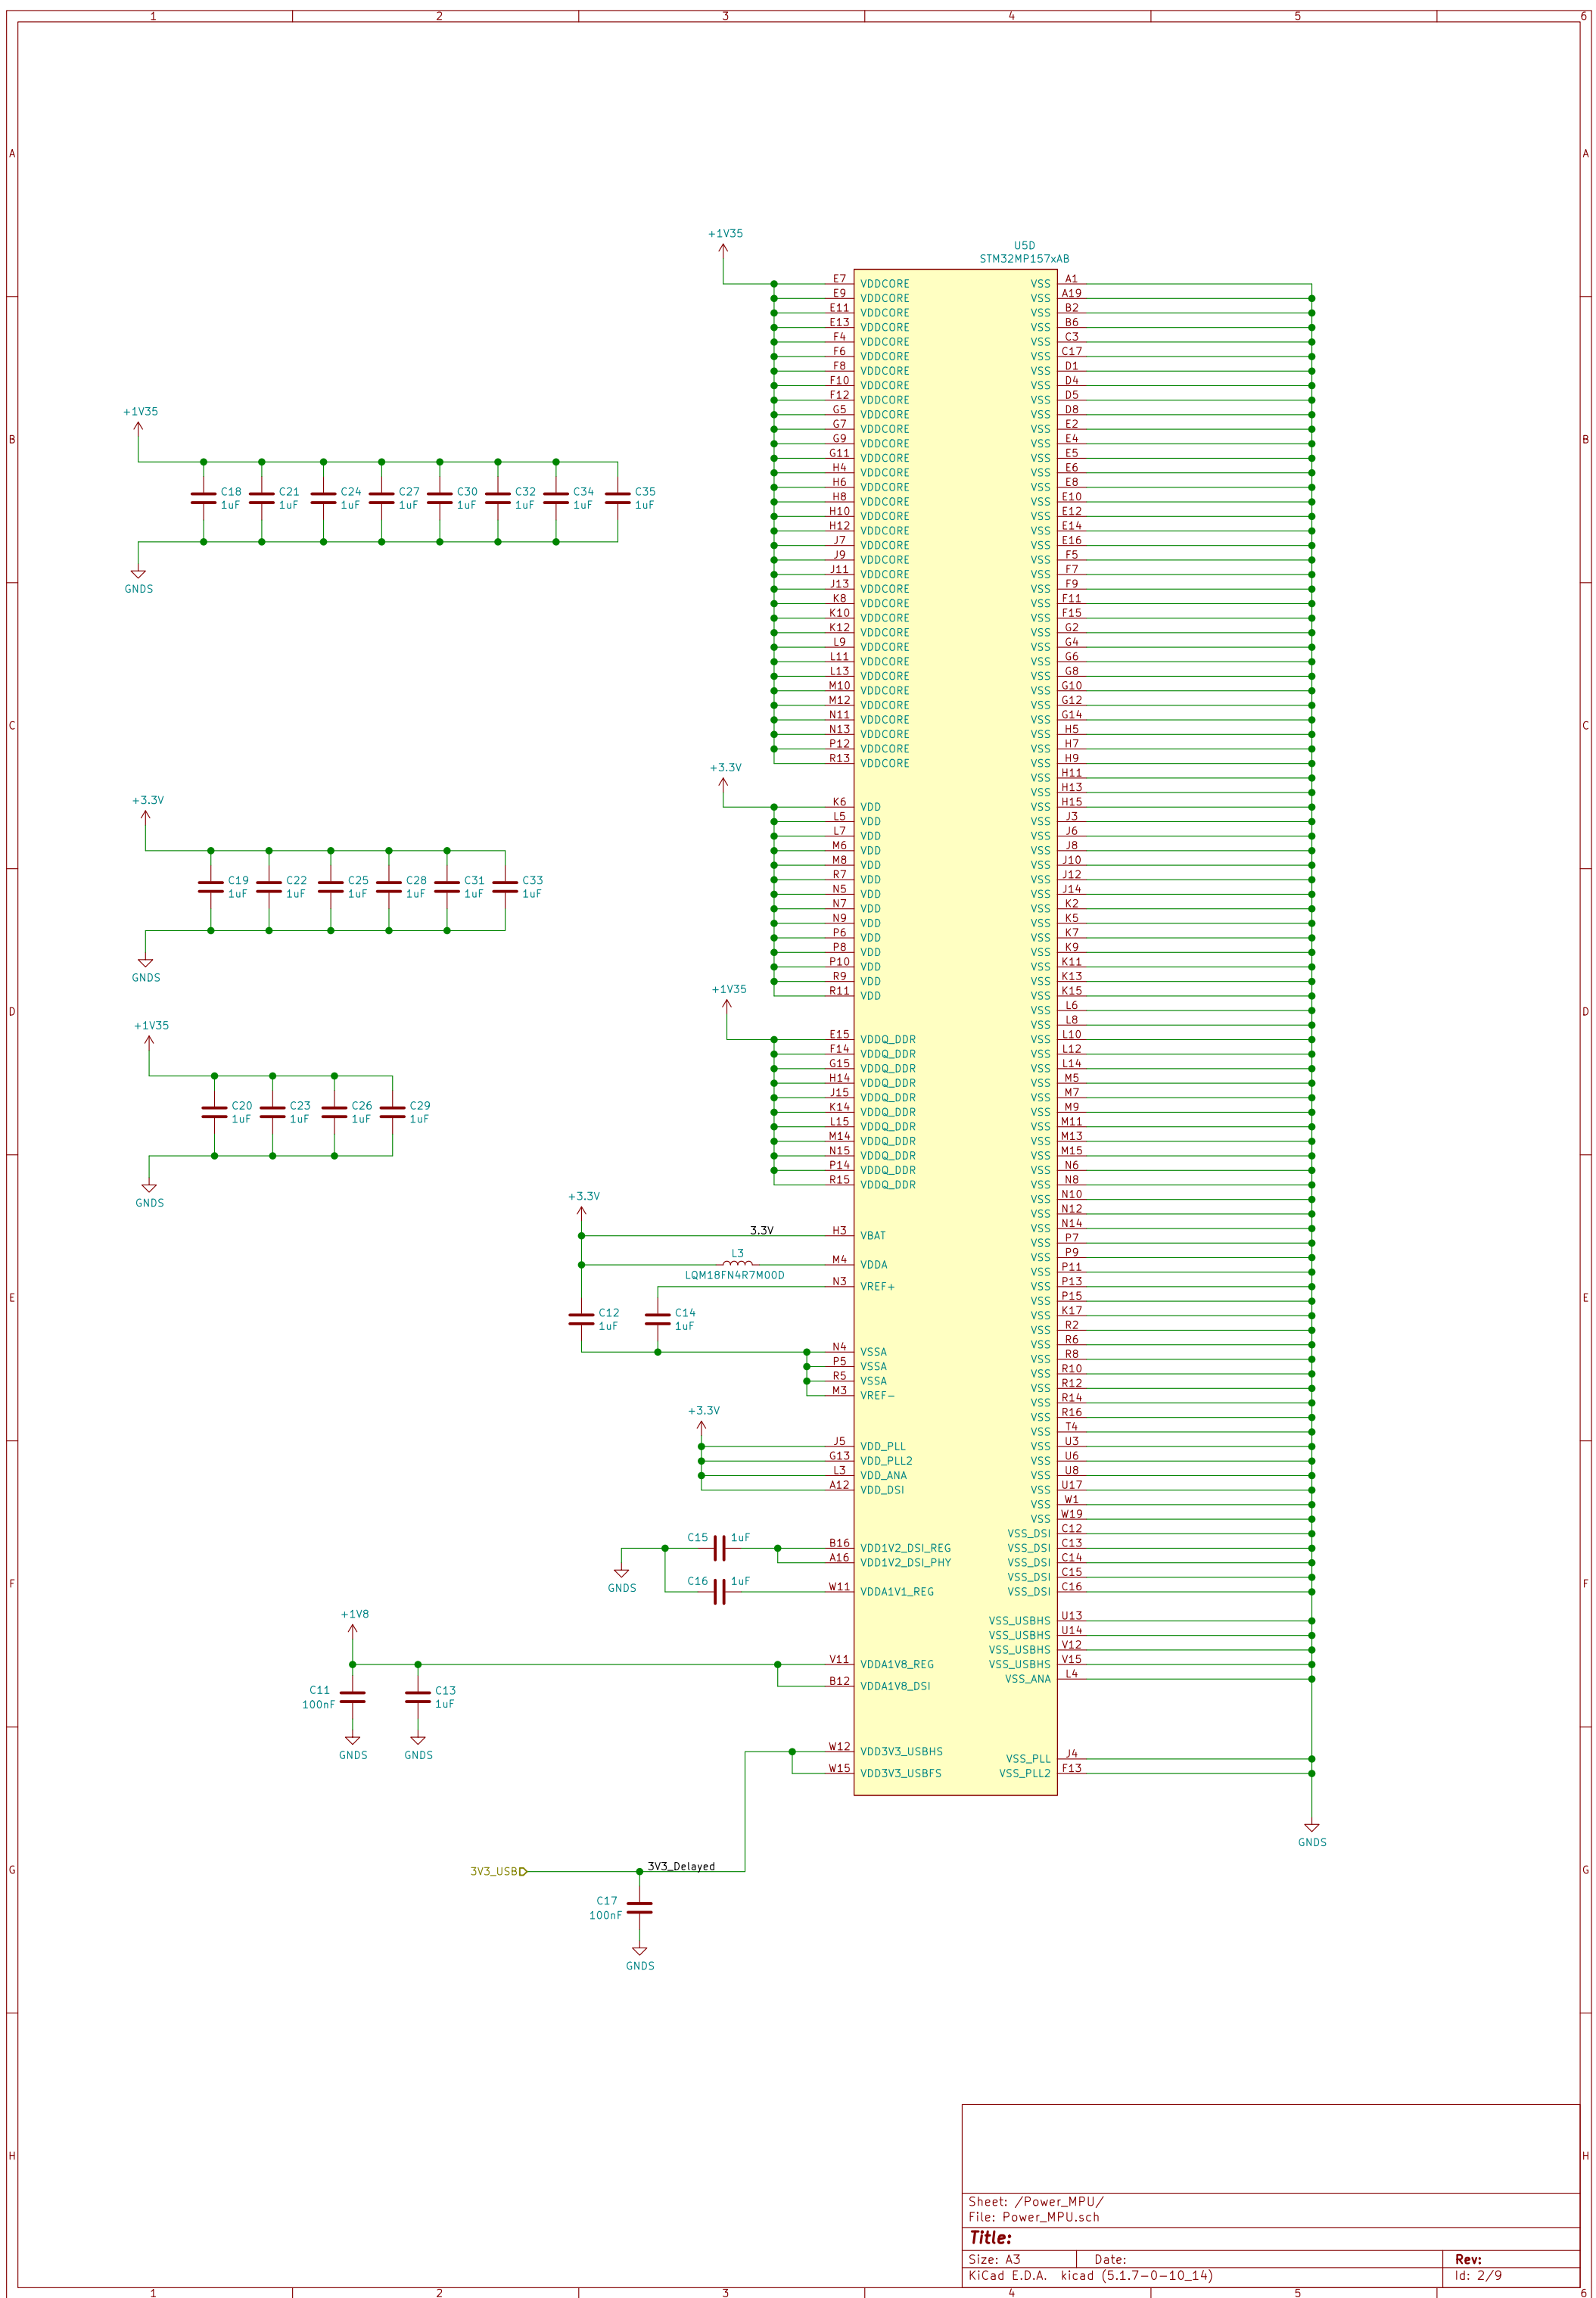 1 2 3 4 5 6
A A
B B
C C
D D
E E
F F
G G
H H
+1V35
U5D
STM32MP157xAB
E7 VDDCORE VSS A1
E9 VDDCORE VSS A19
E11 VDDCORE VSS B2
E13 VDDCORE VSS B6
F4 VDDCORE VSS C3
F6 VDDCORE VSS C17
F8 VDDCORE VSS D1
F10 VDDCORE VSS D4
F12 VDDCORE VSS D5
G5 VDDCORE VSS D8
G7 VDDCORE VSS E2
G9 VDDCORE VSS E4
G11 VDDCORE VSS E5
H4 VDDCORE VSS E6
H6 VDDCORE VSS E8
H8 VDDCORE VSS E10
H10 VDDCORE VSS E12
H12 VDDCORE VSS E14
J7 VDDCORE VSS E16
J9 VDDCORE VSS F5
J11 VDDCORE VSS F7
J13 VDDCORE VSS F9
K8 VDDCORE VSS F11
K10 VDDCORE VSS F15
K12 VDDCORE VSS G2
L9 VDDCORE VSS G4
L11 VDDCORE VSS G6
L13 VDDCORE VSS G8
M10 VDDCORE VSS G10
M12 VDDCORE VSS G12
N11 VDDCORE VSS G14
N13 VDDCORE VSS H5
P12 VDDCORE VSS H7
R13 VDDCORE VSS H9
VSS H11
+3.3V
VSS H13
K6 VDD VSS H15
L5 VDD VSS J3
L7 VDD VSS J6
M6 VDD VSS J8
M8 VDD VSS J10
R7 VDD VSS J12
N5 VDD VSS J14
N7 VDD VSS K2
N9 VDD VSS K5
P6 VDD VSS K7
P8 VDD VSS K9
P10 VDD VSS K11
R9 VDD VSS K13
R11 VDD VSS K15
+1V35
VSS L6
VSS L8
E15 VDDQ_DDR VSS L10
F14 VDDQ_DDR VSS L12
G15 VDDQ_DDR VSS L14
H14 VDDQ_DDR VSS M5
J15 VDDQ_DDR VSS M7
K14 VDDQ_DDR VSS M9
L15 VDDQ_DDR VSS M11
M14 VDDQ_DDR VSS M13
N15 VDDQ_DDR VSS M15
P14 VDDQ_DDR VSS N6
R15 VDDQ_DDR VSS N8
VSS N10
VSS N12
VSS N14
VSS P7
VSS P9
VSS P11
VSS P13
VSS P15
VSS K17
VSS R2
VSS R6
VSS R8
VSS R10
VSS R12
VSS R14
VSS R16
VSS T4
VSS U3
VSS U6
VSS U8
VSS U17
VSS W1
VSS W19
VSS_DSI C12
VSS_DSI C13
VSS_DSI C14
VSS_DSI C15
VSS_DSI C16
VSS_USBHS U13
VSS_USBHS U14
VSS_USBHS V12
VSS_USBHS V15
VSS_ANA L4
VSS_PLL J4
VSS_PLL2 F13
GNDS
+3.3V
3.3V H3 VBAT
L3
LQM18FN4R7M00D
M4 VDDA
N3 VREF+
C12 C14
1uF 1uF
N4 VSSA
P5 VSSA
R5 VSSA
M3 VREF-
+3.3V
J5 VDD_PLL
G13 VDD_PLL2
L3 VDD_ANA
A12 VDD_DSI
C15 1uF
B16 VDD1V2_DSI_REG
A16 VDD1V2_DSI_PHY
GNDS
C16 1uF
W11 VDDA1V1_REG
+1V8
V11 VDDA1V8_REG
B12 VDDA1V8_DSI
C11 C13
100nF 1uF
GNDS GNDS
W12 VDD3V3_USBHS
W15 VDD3V3_USBFS
3V3_USB 3V3_Delayed
C17
100nF
GNDS
+1V35
C18 C21 C24 C27 C30 C32 C34 C35
1uF 1uF 1uF 1uF 1uF 1uF 1uF 1uF
GNDS
+3.3V
C19 C22 C25 C28 C31 C33
1uF 1uF 1uF 1uF 1uF 1uF
GNDS
+1V35
C20 C23 C26 C29
1uF 1uF 1uF 1uF
GNDS
Sheet: /Power_MPU/
File: Power_MPU.sch
Title:
Size: A3 Date: Rev:
KiCad E.D.A. kicad (5.1.7-0-10_14) Id: 2/9
1 2 3 4 5 6